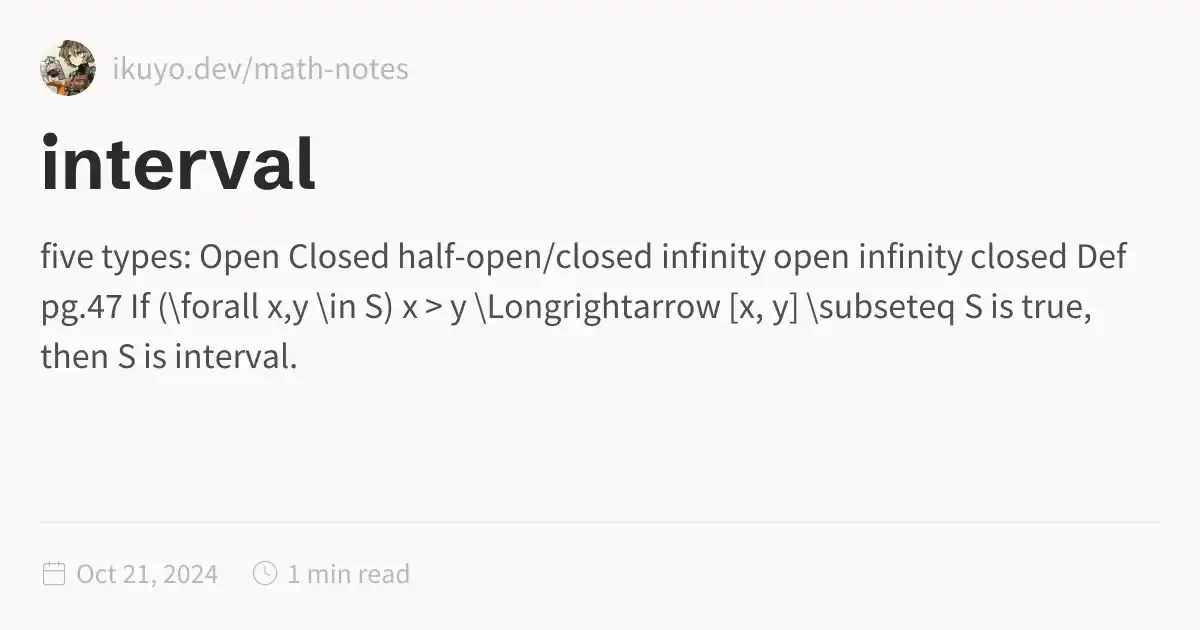 ikuyo.dev/math-notes
interval
five types: Open Closed half-open/closed infinity open infinity closed Def
pg.47 If (\forall x,y \in S) x > y \Longrightarrow [x, y] \subseteq S is true,
then S is interval.
Oct 21, 2024 1 min read